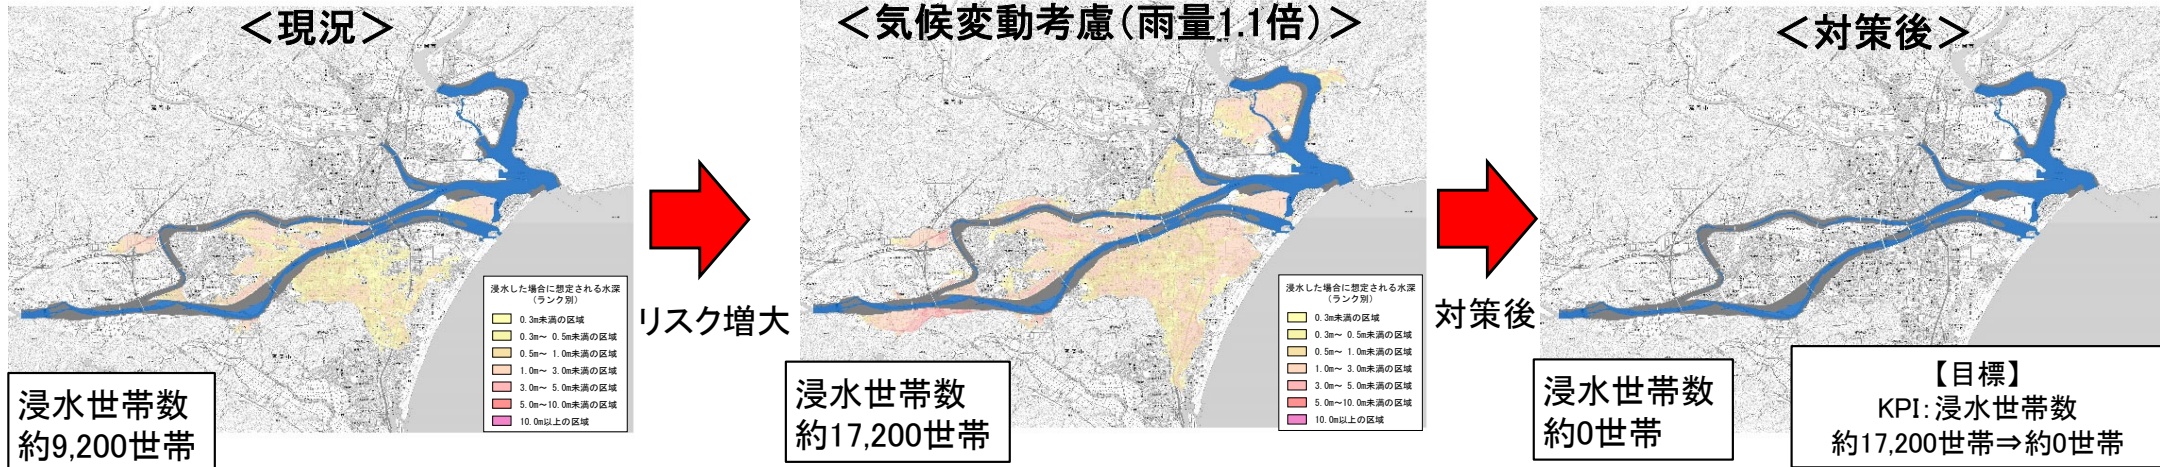 ＜現況＞
浸水した場合に想定される水深
（ランク別）
0.3m未満の区域
0.3m～ 0.5m未満の区域
0.5m～ 1.0m未満の区域
1.0m～ 3.0m未満の区域
3.0m～ 5.0m未満の区域
5.0m～10.0m未満の区域
10.0m以上の区域
浸水世帯数
約9,200世帯
リスク増大
＜気候変動考慮（雨量1.1倍）＞
浸水した場合に想定される水深
（ランク別）
0.3m未満の区域
0.3m～ 0.5m未満の区域
0.5m～ 1.0m未満の区域
1.0m～ 3.0m未満の区域
3.0m～ 5.0m未満の区域
5.0m～10.0m未満の区域
10.0m以上の区域
浸水世帯数
約17,200世帯
対策後
＜対策後＞
浸水世帯数
約0世帯
【目標】
KPI：浸水世帯数
約17,200世帯⇒約0世帯